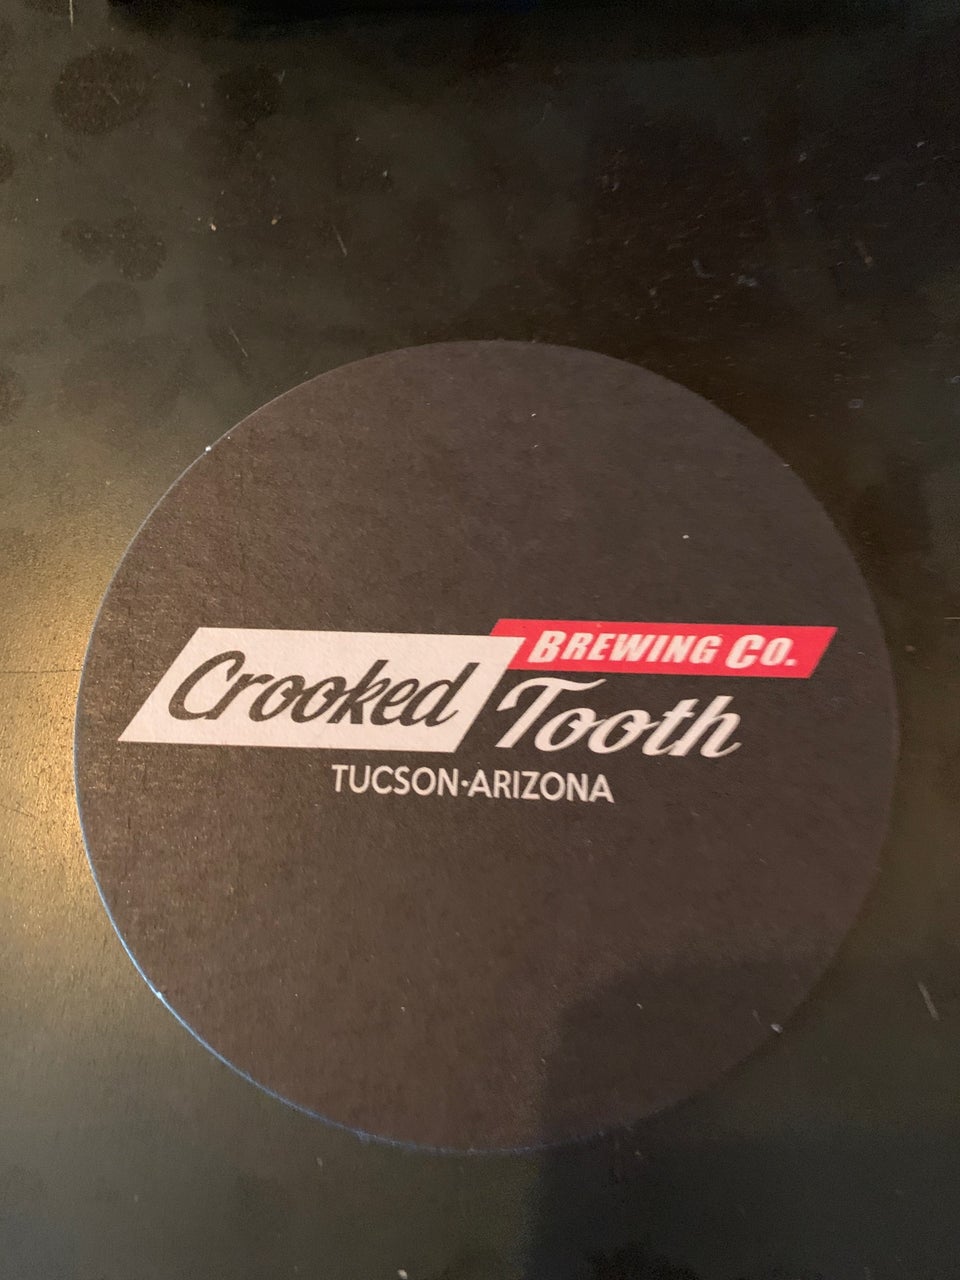 BREWING CO.
Crooked Tooth
TUCSON·ARIZONA